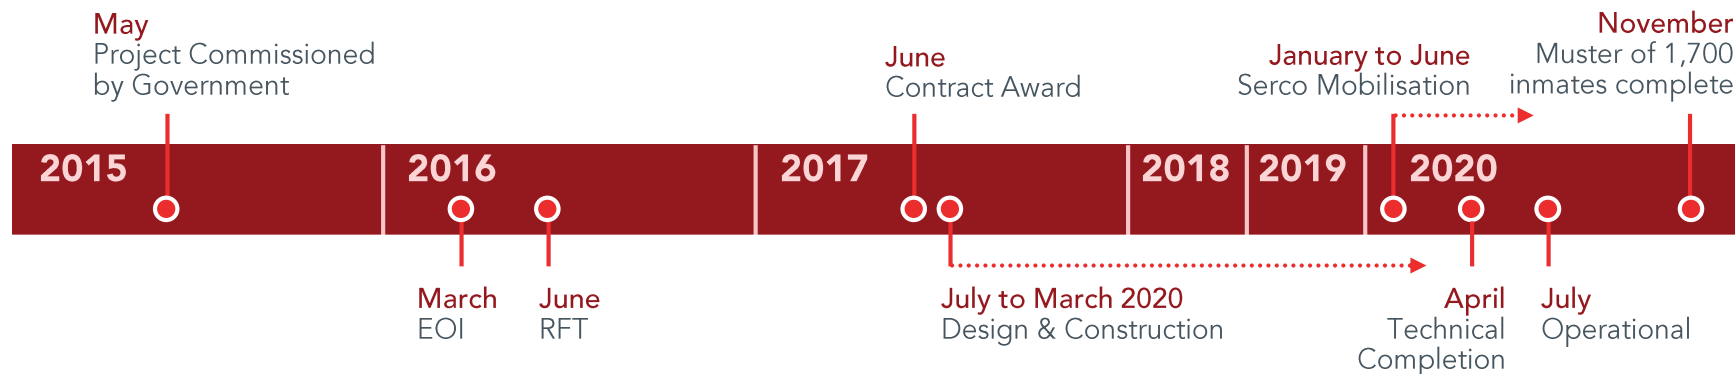 May
Project Commissioned
by Government
June
Contract Award
January to June
Serco Mobilisation
November
Muster of 1,700
inmates complete
2015
2016
2017
2018
2019
2020
March
EOI
June
RFT
July to March 2020
Design & Construction
April
Technical
Completion
July
Operational